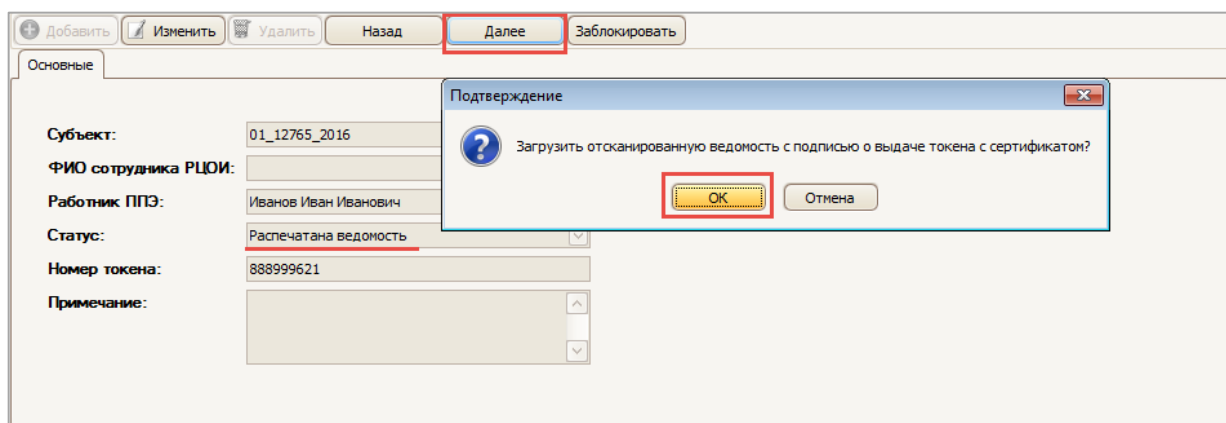 Добавить Изменить Удалить Назад Далее Заблокировать
Основные
Подтверждение
Загрузить отсканированную ведомость с подписью о выдаче токена с сертификатом?
ОК Отмена
Субъект: 01_12765_2016
ФИО сотрудника РЦОИ:
Работник ППЭ: Иванов Иван Иванович
Статус: Распечатана ведомость
Номер токена: 888999621
Примечание: